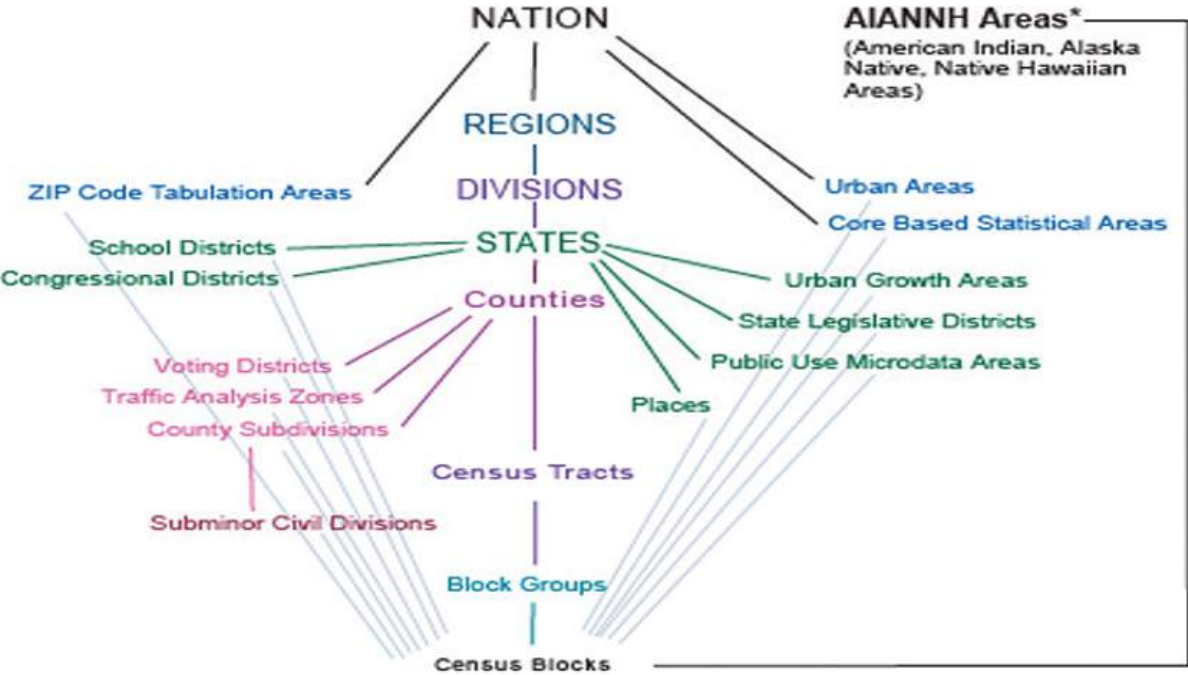 NATION
AIANNH Areas*
(American Indian, Alaska
Native, Native Hawaiian
Areas)
REGIONS
ZIP Code Tabulation Areas
DIVISIONS
Urban Areas
Core Based Statistical Areas
School Districts
STATES
Congressional Districts
Urban Growth Areas
Counties
State Legislative Districts
Voting Districts
Public Use Microdata Areas
Traffic Analysis Zones
Places
County Subdivisions
Census Tracts
Subminor Civil Divisions
Block Groups
Census Blocks